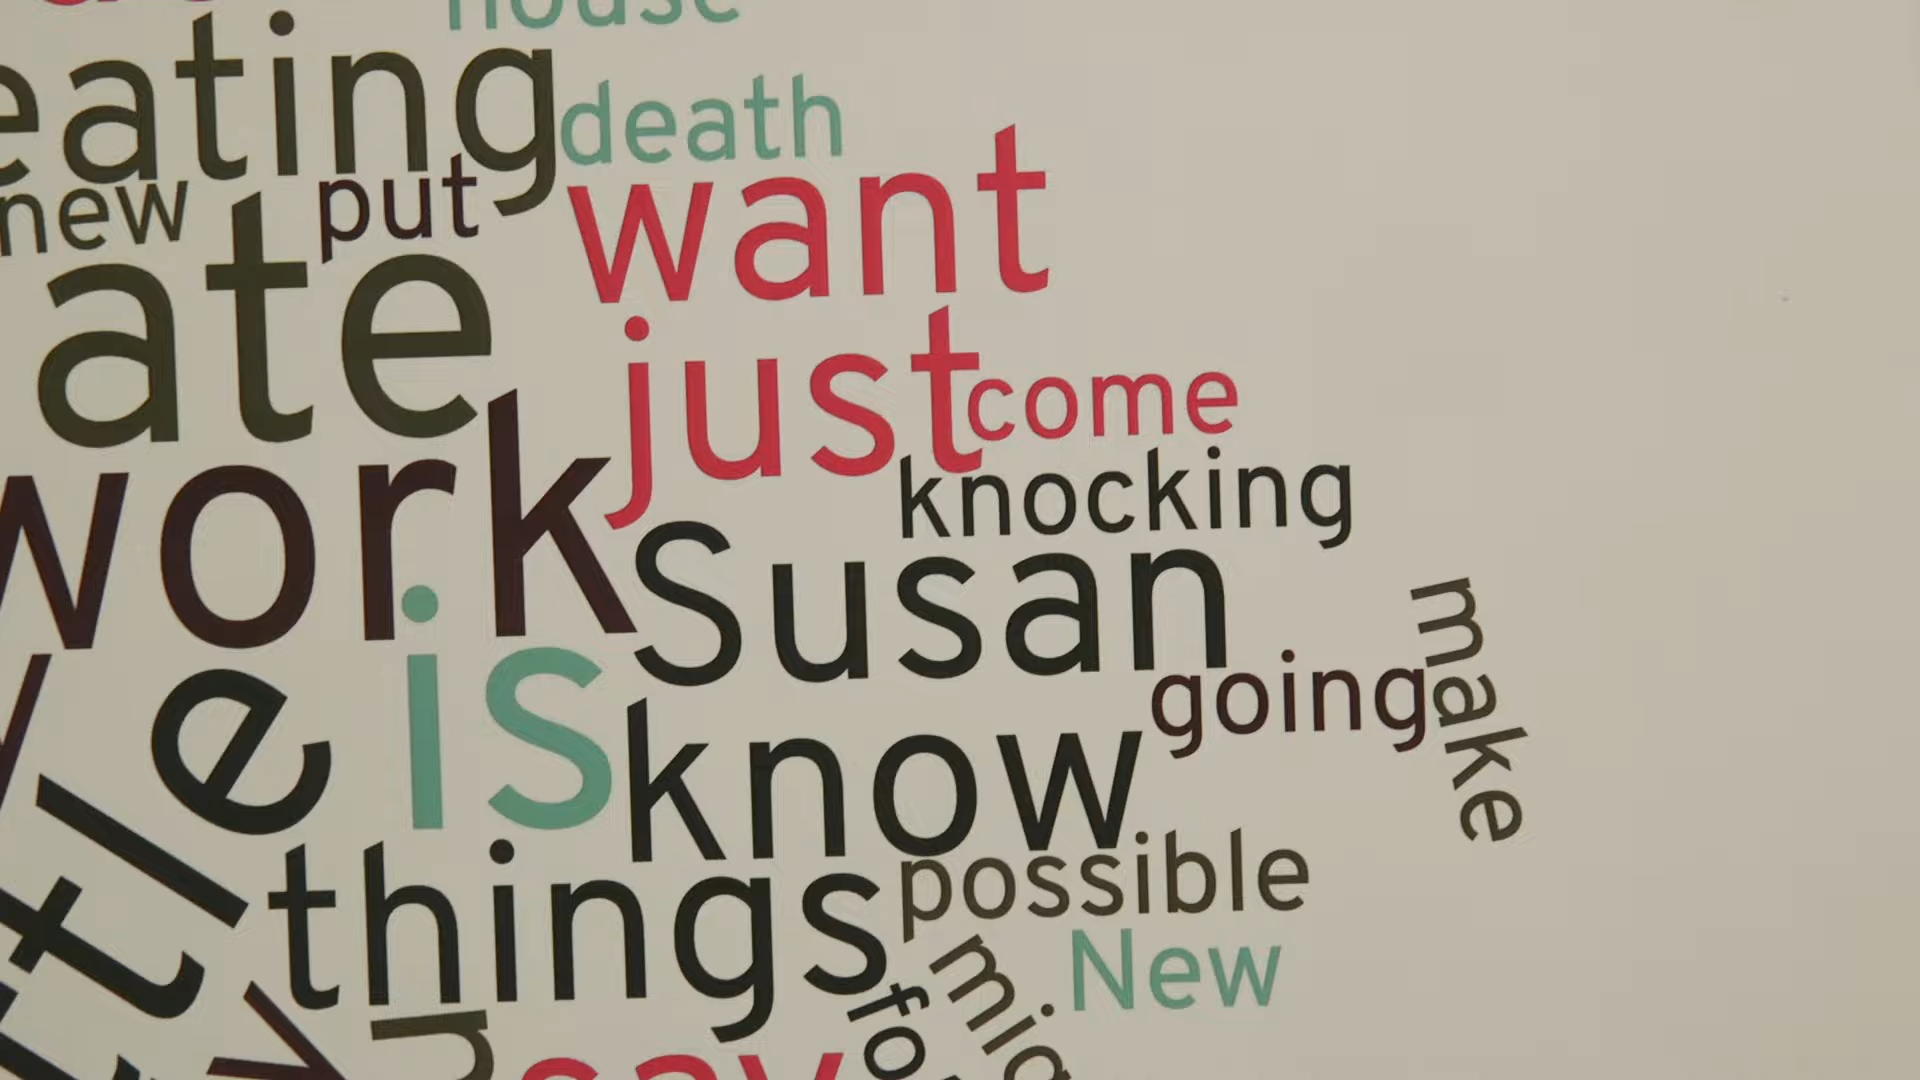 house
eating
death
new
put
want
ate
just
come
work
knocking
Susan
make
is
going
know
possible
things
New
say